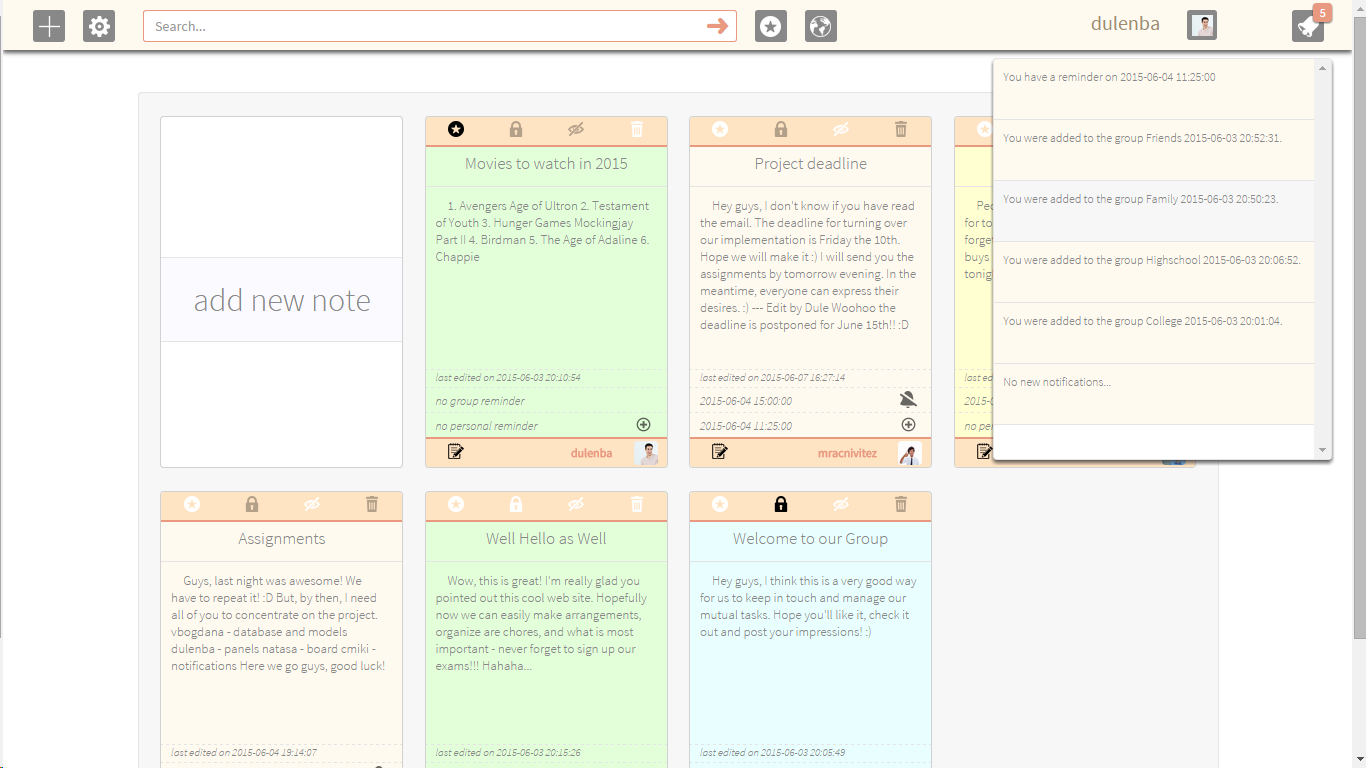 Search...
dulenba
5
You have a reminder on 2015-06-04 11:25:00
You were added to the group Friends 2015-06-03 20:52:31.
You were added to the group Family 2015-06-03 20:50:23.
You were added to the group Highschool 2015-06-03 20:06:52.
You were added to the group College 2015-06-03 20:01:04.
No new notifications...
add new note
Movies to watch in 2015
1. Avengers Age of Ultron 2. Testament
of Youth 3. Hunger Games Mockingjay
Part II 4. Birdman 5. The Age of Adaline 6.
Chappie
last edited on 2015-06-03 20:10:54
no group reminder
no personal reminder
dulenba
Project deadline
Hey guys, I don't know if you have read
the email. The deadline for turning over
our implementation is Friday the 10th.
Hope we will make it :) I will send you the
assignments by tomorrow evening. In the
meantime, everyone can express their
desires. :) --- Edit by Dule Woohoo the
deadline is postponed for June 15th!! :D
last edited on 2015-06-07 16:27:14
2015-06-04 15:00:00
2015-06-04 11:25:00
mracnivitez
for to
forget
buys
tonig
last ed
2015-0
no per
Assignments
Guys, last night was awesome! We
have to repeat it! :D But, by then, I need
all of you to concentrate on the project.
vbogdana - database and models
dulenba - panels natasa - board cmiki -
notifications Here we go guys, good luck!
last edited on 2015-06-04 19:14:07
Well Hello as Well
Wow, this is great! I'm really glad you
pointed out this cool web site. Hopefully
now we can easily make arrangements,
organize are chores, and what is most
important - never forget to sign up our
exams!!! Hahaha...
last edited on 2015-06-03 20:15:26
Welcome to our Group
Hey guys, I think this is a very good way
for us to keep in touch and manage our
mutual tasks. Hope you'll like it, check it
out and post your impressions! :)
last edited on 2015-06-03 20:05:49